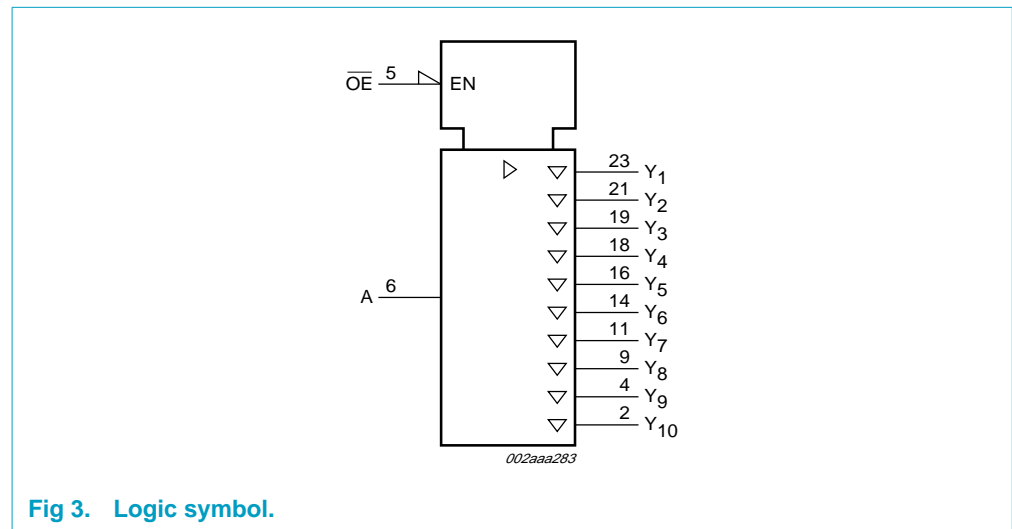 OE 5 EN
23 Y1
21 Y2
19 Y3
18 Y4
A 6
16 Y5
14 Y6
11 Y7
9 Y8
4 Y9
2 Y10
002aaa283
Fig 3. Logic symbol.